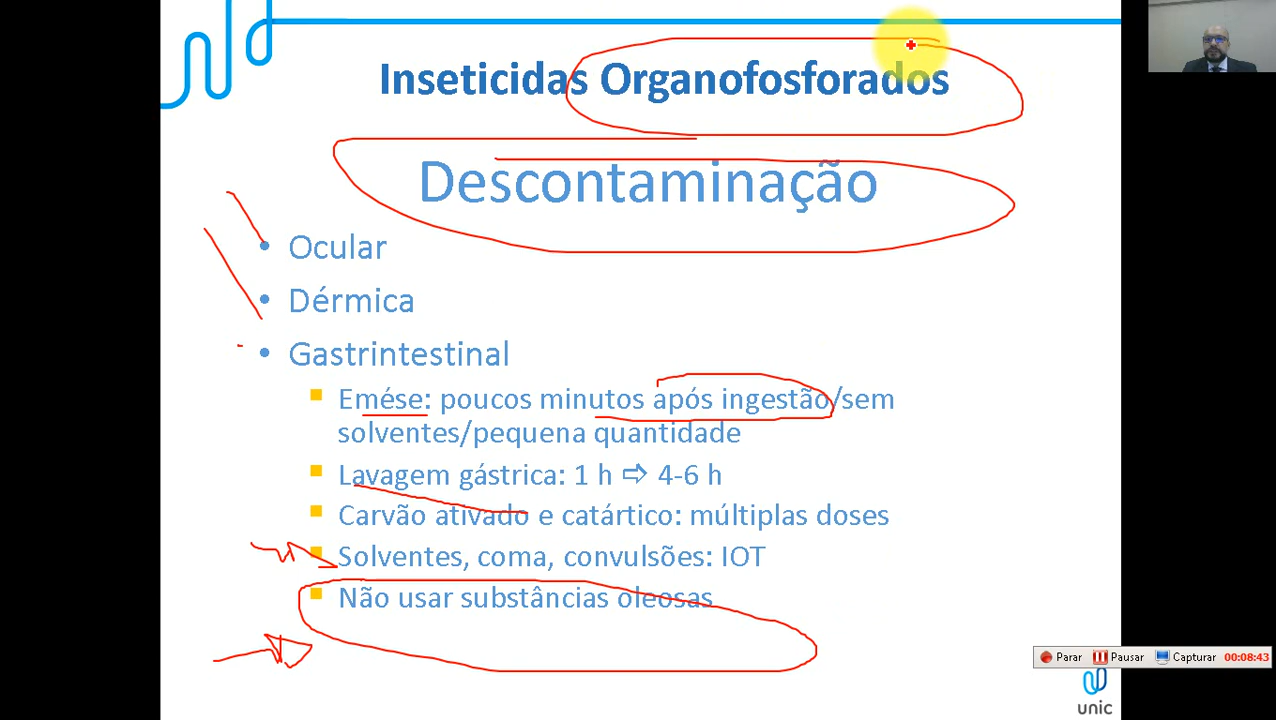 Inseticidas Organofosforados
Descontaminação
• Ocular
• Dérmica
• Gastrintestinal
Emése: poucos minutos após ingestão/sem
solventes/pequena quantidade
Lavagem gástrica: 1 h ⇨ 4-6 h
Carvão ativado e catártico: múltiplas doses
Solventes, coma, convulsões: IOT
Não usar substâncias oleosas
Parar Pausar Capturar 00:08:43
unic